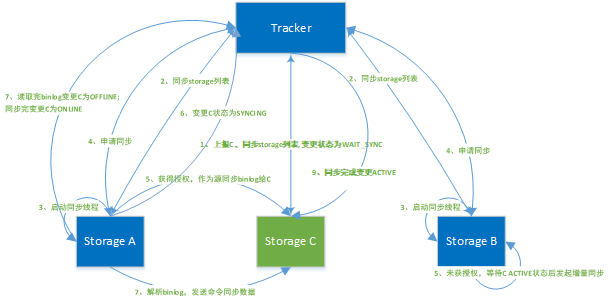 Tracker
2、同步storage列表
2、同步storage列表
7、读取完binlog变更C为OFFLINE;
同步完变更C为ONLINE
6、变更C状态为SYNCING
4、申请同步
1、上报C，同步storage列表,变更状态为WAIT_SYNC
4、申请同步
9、同步完成变更ACTIVE
5、获得授权，作为源同步binlog给C
3、启动同步线程
3、启动同步线程
Storage A
Storage C
Storage B
5、未获授权，等待C ACTIVE状态后发起增量同步
7、解析binlog，发送命令同步数据